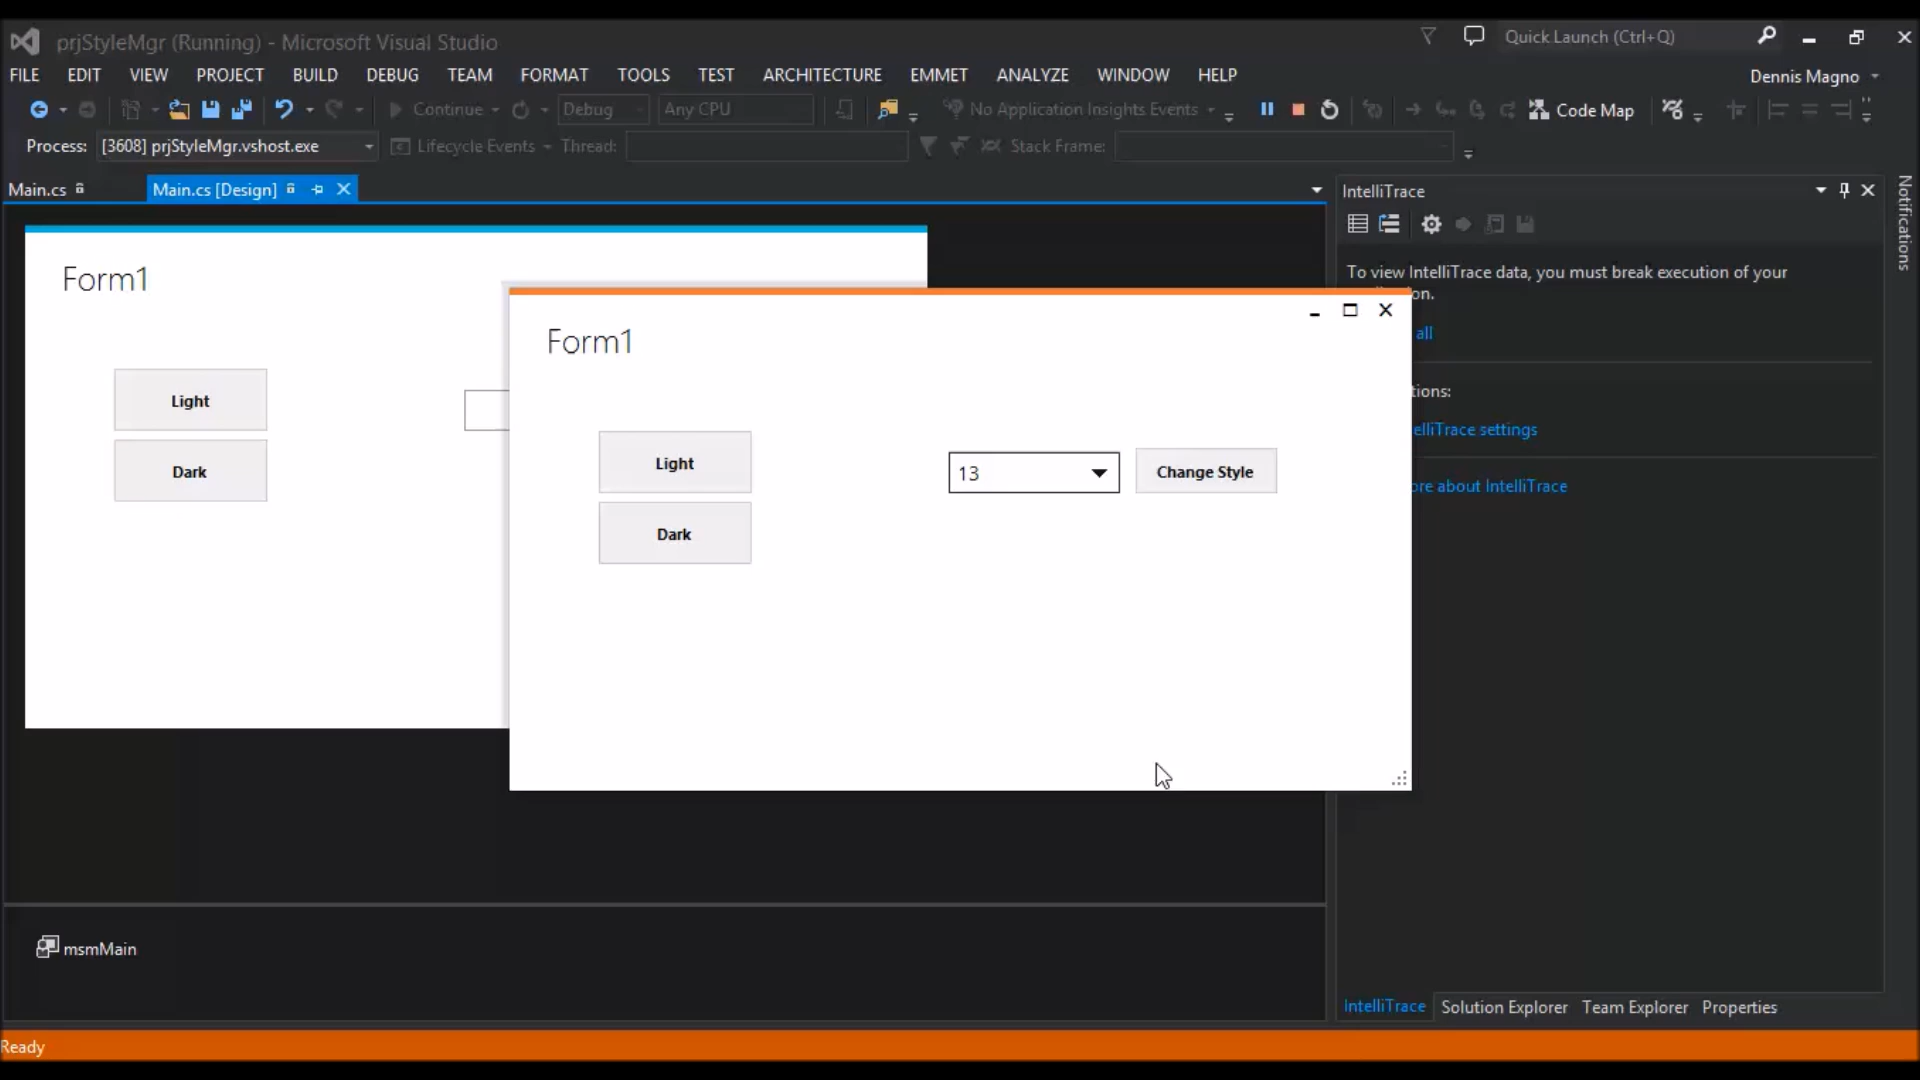 prjStyleMgr (Running) - Microsoft Visual Studio
Quick Launch (Ctrl+Q)
FILE EDIT VIEW PROJECT BUILD DEBUG TEAM FORMAT TOOLS TEST ARCHITECTURE EMMET ANALYZE WINDOW HELP
Dennis Magno
Continue Debug Any CPU No Application Insights Events Code Map
Process: [3608] prjStyleMgr.vshost.exe Lifecycle Events Thread: Stack Frame:
Main.cs Main.cs [Design]
Form1
Light
Dark
Form1
Light
Dark
13 Change Style
IntelliTrace
To view IntelliTrace data, you must break execution of your
on.
all
tions:
elliTrace settings
ore about IntelliTrace
Notifications
msmMain
IntelliTrace Solution Explorer Team Explorer Properties
Ready